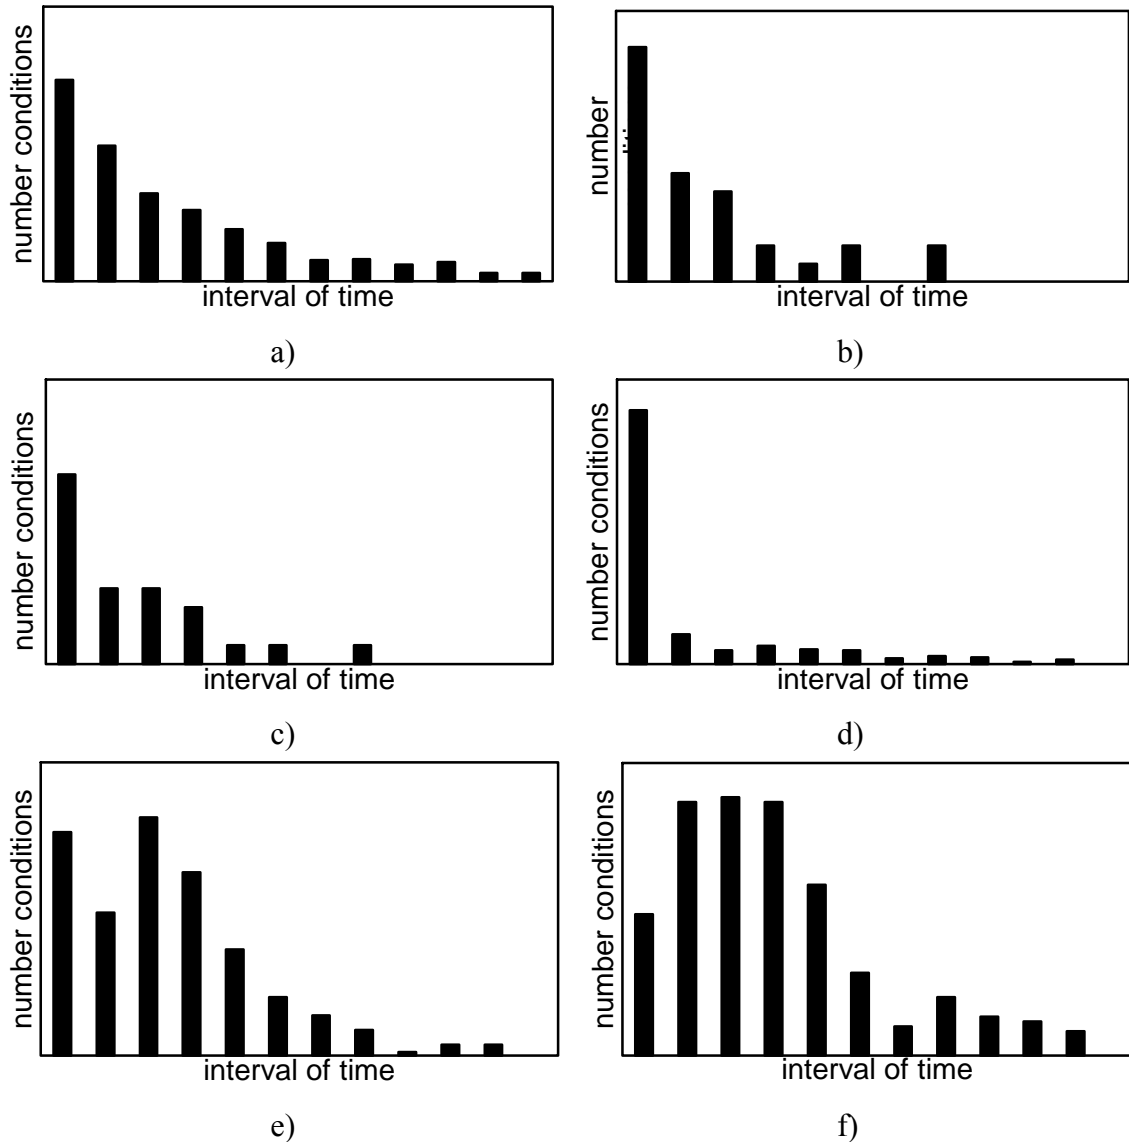 number conditions
interval of time
a)
number
interval of time
b)
number conditions
interval of time
c)
number conditions
interval of time
d)
number conditions
interval of time
e)
number conditions
interval of time
f)